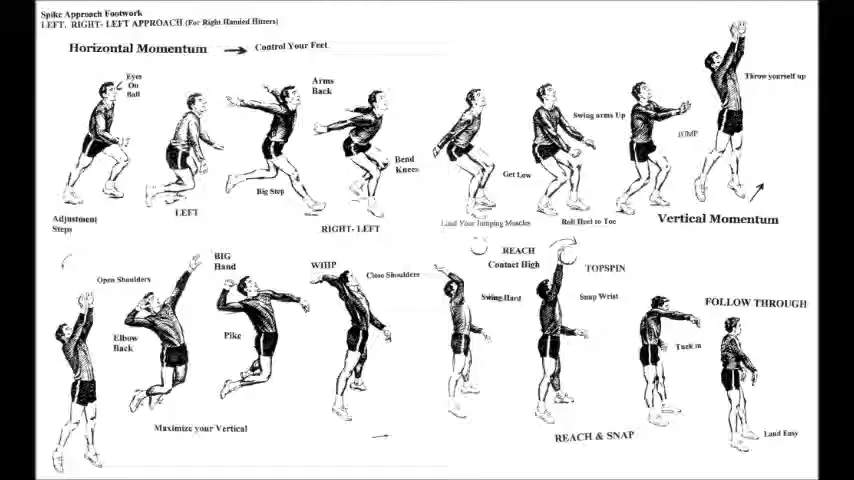 Spike Approach Footwork
LEFT, RIGHT- LEFT APPROACH (For Right Handed Hitters)
Horizontal Momentum
Control Your Feet
Eyes
On
Ball
Arms
Back
Throw yourself up
Swing arms Up
JUMP
Bend
Knees
Get Low
Big Step
LEFT
Adjustment
Steps
RIGHT- LEFT
Load Your Jumping Muscles
Roll Heel to Toe
Vertical Momentum
BIG
Hand
REACH
Contact High
WHIP
Close Shoulders
TOPSPIN
Open Shoulders
Swing Hard
Snap Wrist
FOLLOW THROUGH
Elbow
Back
Pike
Tuck in
Maximize your Vertical
REACH & SNAP
Land Easy